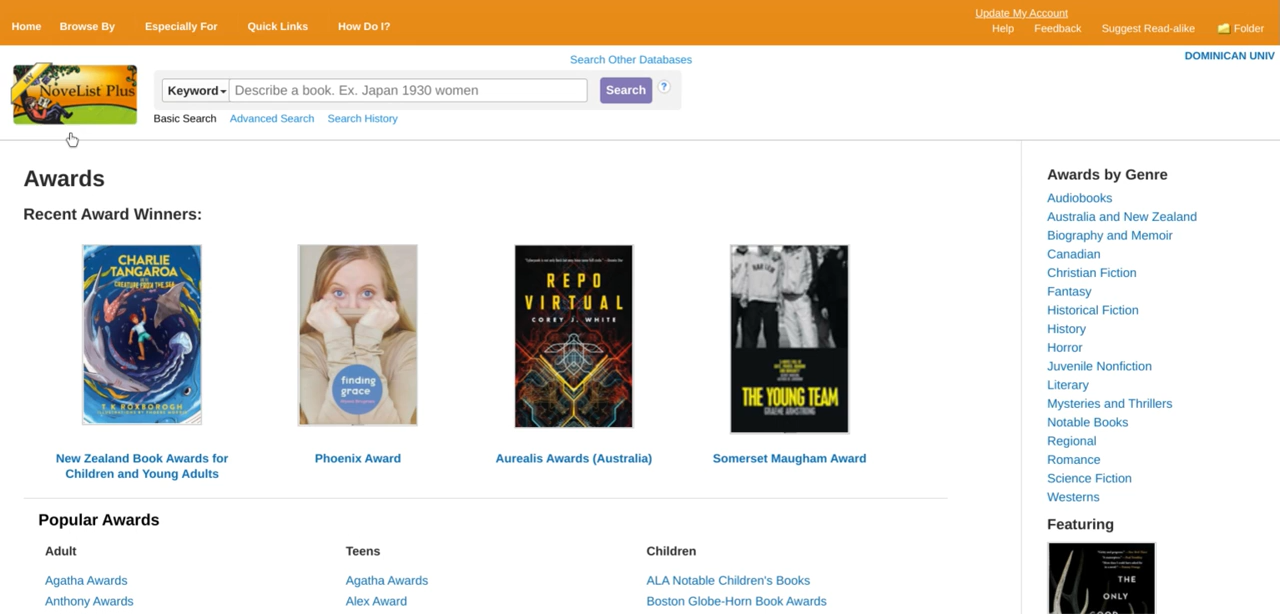 Home Browse By Especially For Quick Links How Do I?
Update My Account
Help Feedback Suggest Read-alike Folder
DOMINICAN UNIV
Search Other Databases
MY
NoveList Plus
Keyword Describe a book. Ex. Japan 1930 women Search ?
Basic Search Advanced Search Search History
Awards
Recent Award Winners:
CHARLIE
TANGAROA
AND THE
CREATURE FROM THE SEA
T K ROXBOROGH
finding
grace
REPO
VIRTUAL
COREY J. WHITE
THE YOUNG TEAM
GRAEME ARMSTRONG
New Zealand Book Awards for
Children and Young Adults
Phoenix Award
Aurealis Awards (Australia)
Somerset Maugham Award
Popular Awards
Adult
Agatha Awards
Anthony Awards
Teens
Agatha Awards
Alex Award
Children
ALA Notable Children's Books
Boston Globe-Horn Book Awards
Awards by Genre
Audiobooks
Australia and New Zealand
Biography and Memoir
Canadian
Christian Fiction
Fantasy
Historical Fiction
History
Horror
Juvenile Nonfiction
Literary
Mysteries and Thrillers
Notable Books
Regional
Romance
Science Fiction
Westerns
Featuring
THE
ONLY
GOOD